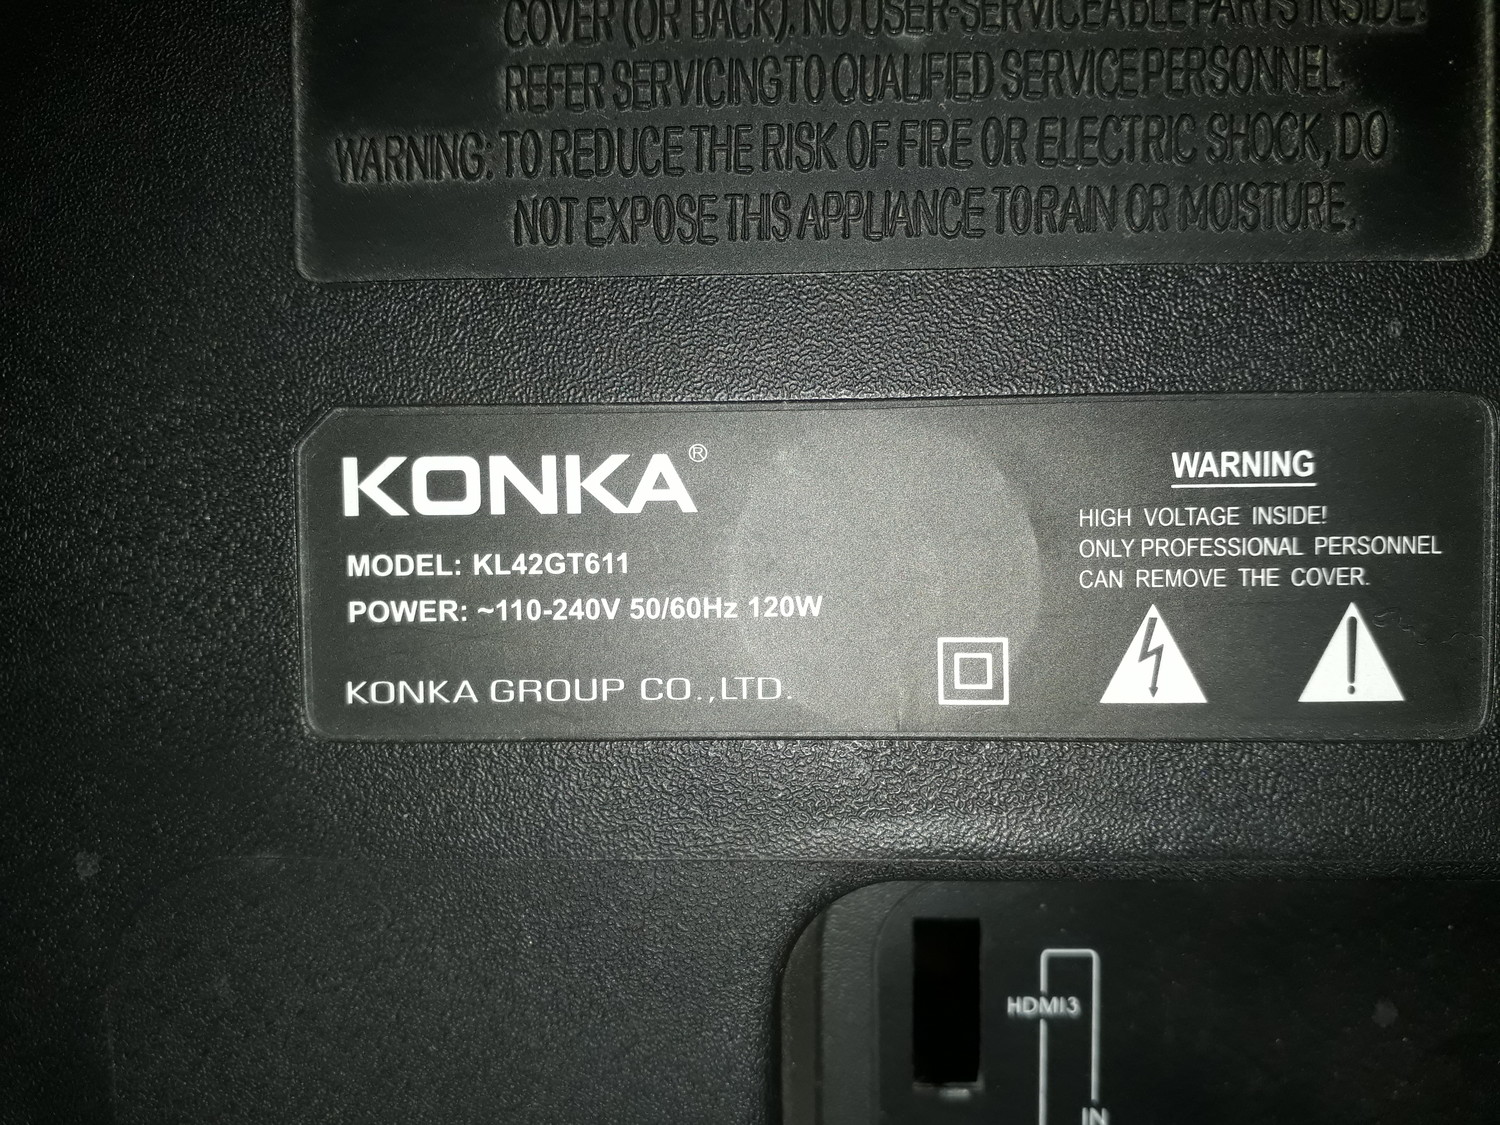 COVER (OR BACK). NO USER-SERVICEABLE PARTS INSIDE.
REFER SERVICING TO QUALIFIED SERVICE PERSONNEL.
WARNING: TO REDUCE THE RISK OF FIRE OR ELECTRIC SHOCK, DO
NOT EXPOSE THIS APPLIANCE TO RAIN OR MOISTURE.
KONKA®
MODEL: KL42GT611
POWER: ~110-240V 50/60Hz 120W
KONKA GROUP CO.,LTD.
WARNING
HIGH VOLTAGE INSIDE!
ONLY PROFESSIONAL PERSONNEL
CAN REMOVE THE COVER.
HDMI3
IN